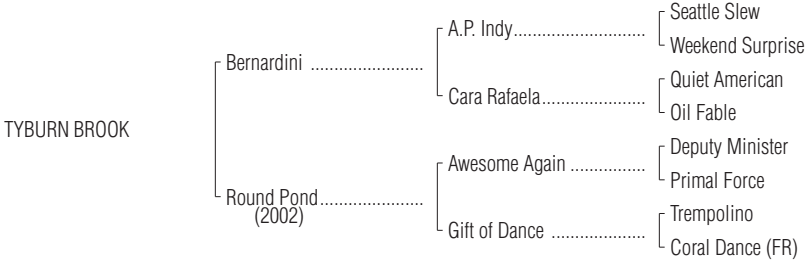 Seattle Slew
A.P. Indy............................
Weekend Surprise
Bernardini ........................
Quiet American
Cara Rafaela......................
Oil Fable
TYBURN BROOK
Deputy Minister
Awesome Again ................
Primal Force
Round Pond......................
(2002)
Trempolino
Gift of Dance ....................
Coral Dance (FR)